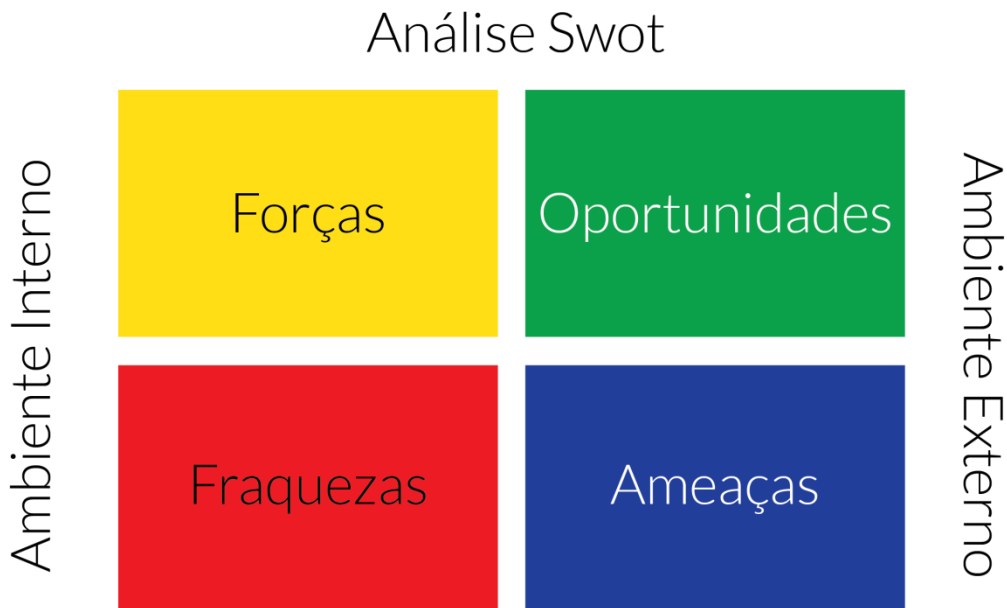 Análise Swot
Ambiente Interno
Forças
Oportunidades
Fraquezas
Ameaças
Ambiente Externo